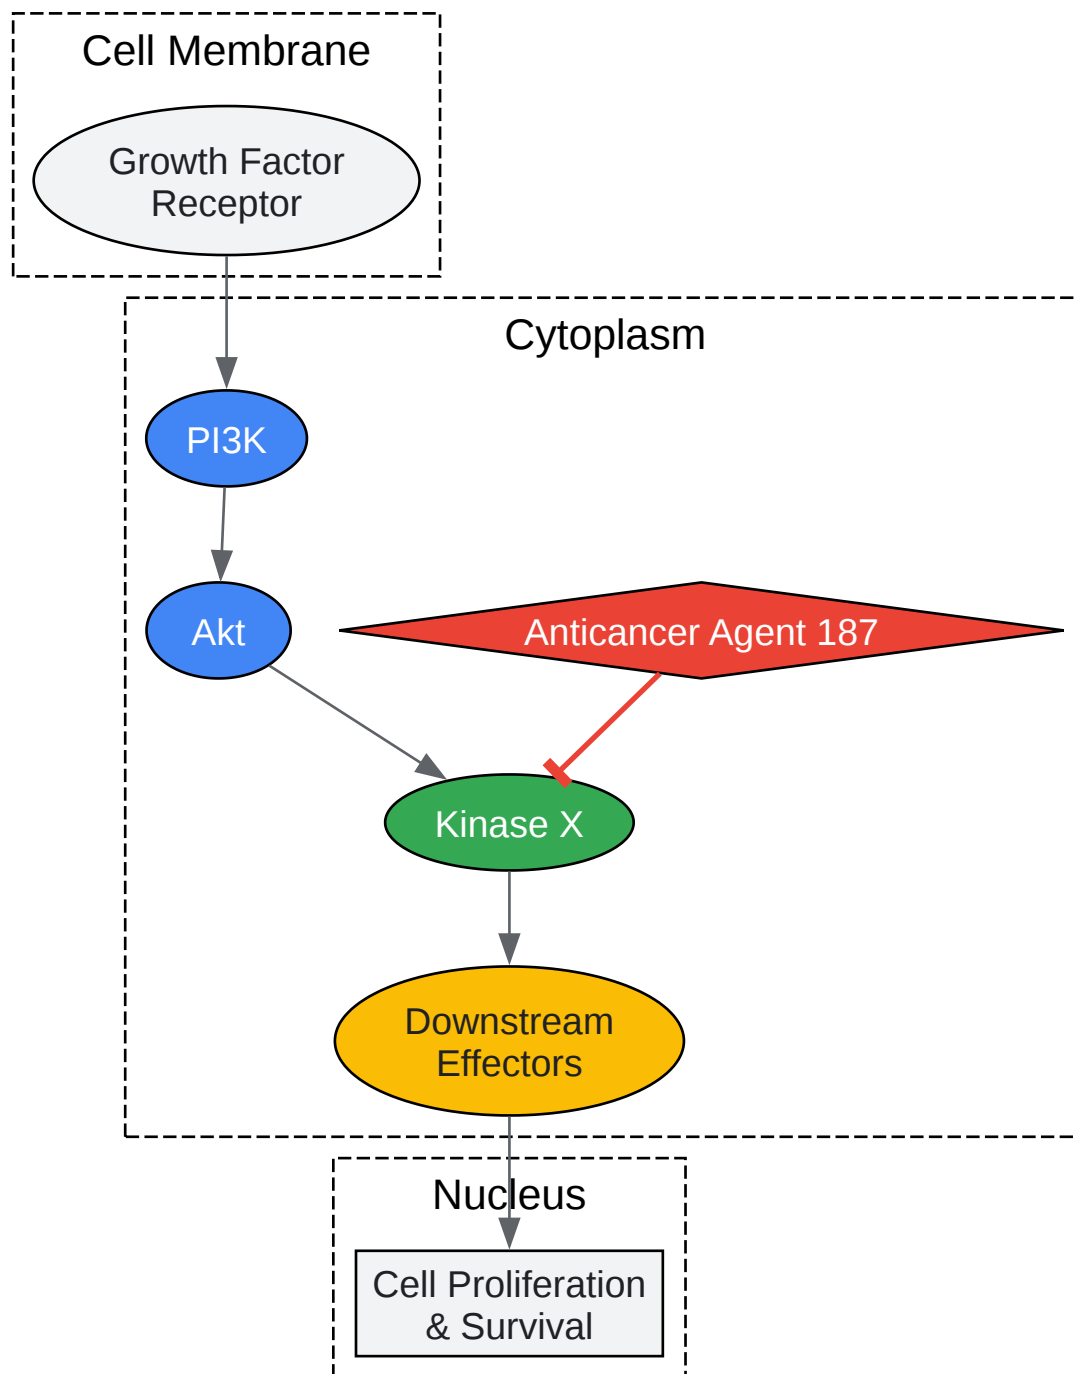 Cell Membrane
Growth Factor
Receptor
Cytoplasm
PI3K
Akt
Anticancer Agent 187
Kinase X
Downstream
Effectors
Nucleus
Cell Proliferation
& Survival